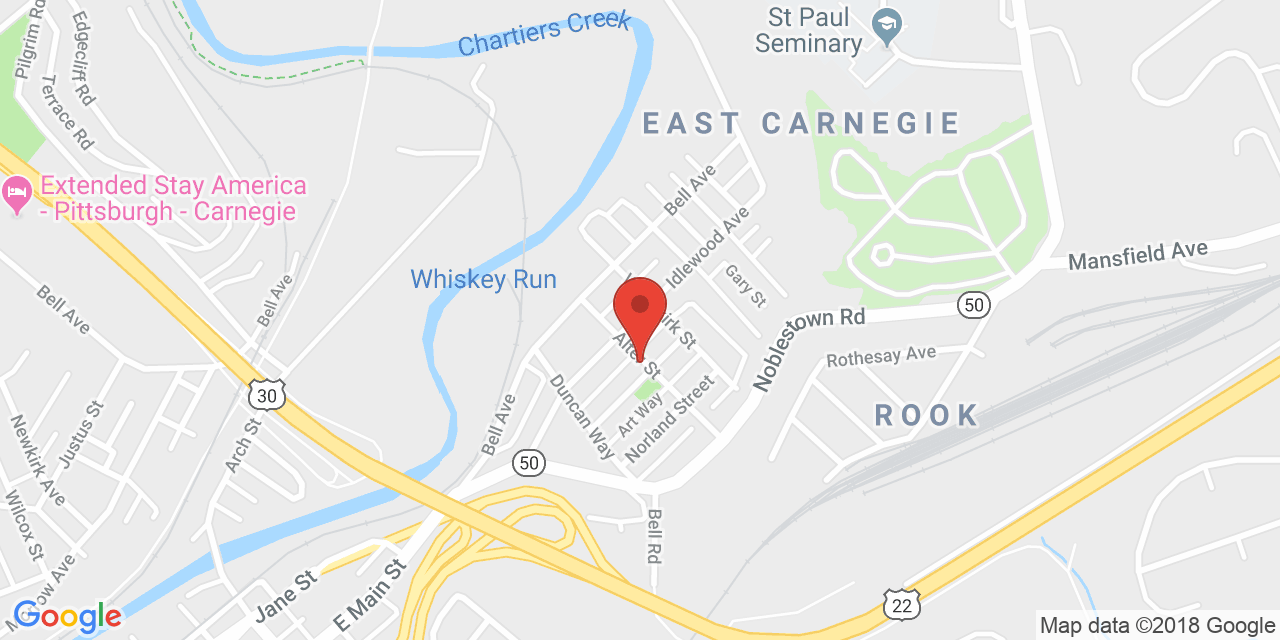 Pilgrim Rd
Edgecliff Rd
Terrace Rd
Chartiers Creek
St Paul
Seminary
EAST CARNEGIE
Extended Stay America
- Pittsburgh - Carnegie
Bell Ave
Idlewood Ave
Mansfield Ave
Whiskey Run
Gary St
Bell Ave
Bell Ave
50
Noblestown Rd
Rothesay Ave
30
Duncan Way
Art Way
Norland Street
ROOK
Bell Ave
Justus St
Arch St
Newkirk Ave
50
Wilcox St
Bell Rd
Jane St
E Main St
22
Google
Map data ©2018 Google